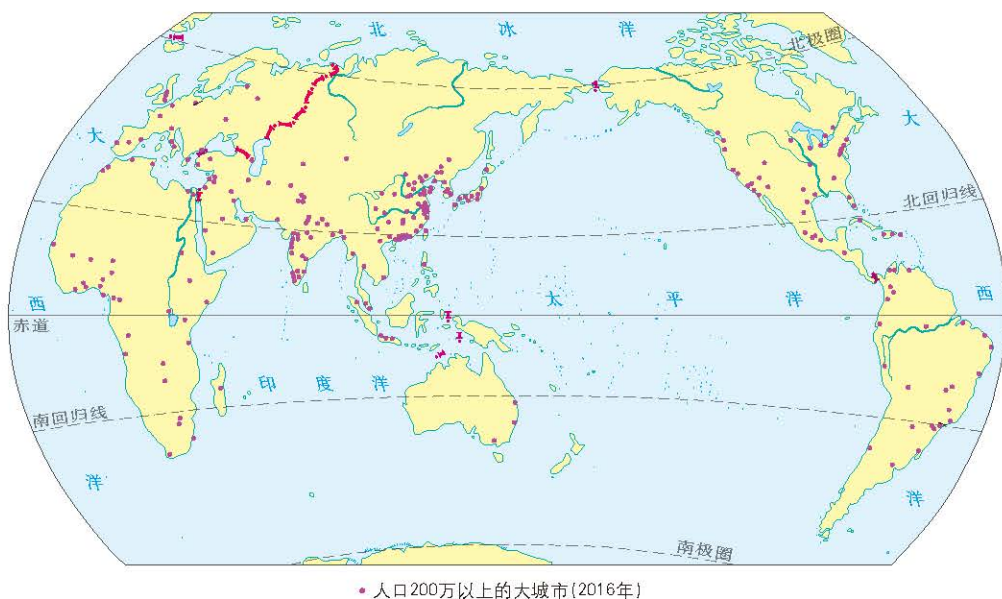 北 冰 洋
北极圈
大
大
北回归线
西
太 平 洋
西
赤道
印 度 洋
南回归线
洋
洋
南极圈
• 人口200万以上的大城市(2016年)